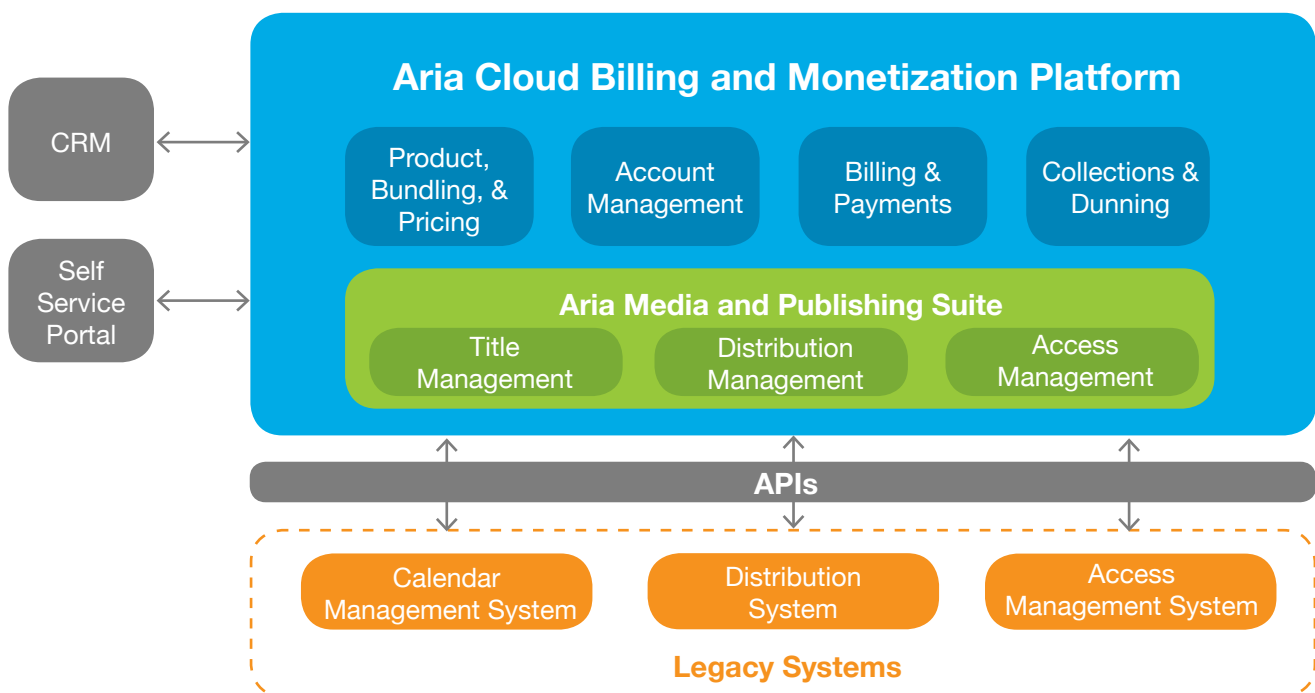 Aria Cloud Billing and Monetization Platform
CRM
Product,
Bundling, &
Pricing
Account
Management
Billing &
Payments
Collections &
Dunning
Self
Service
Portal
Aria Media and Publishing Suite
Title
Management
Distribution
Management
Access
Management
APIs
Calendar
Management System
Distribution
System
Access
Management System
Legacy Systems